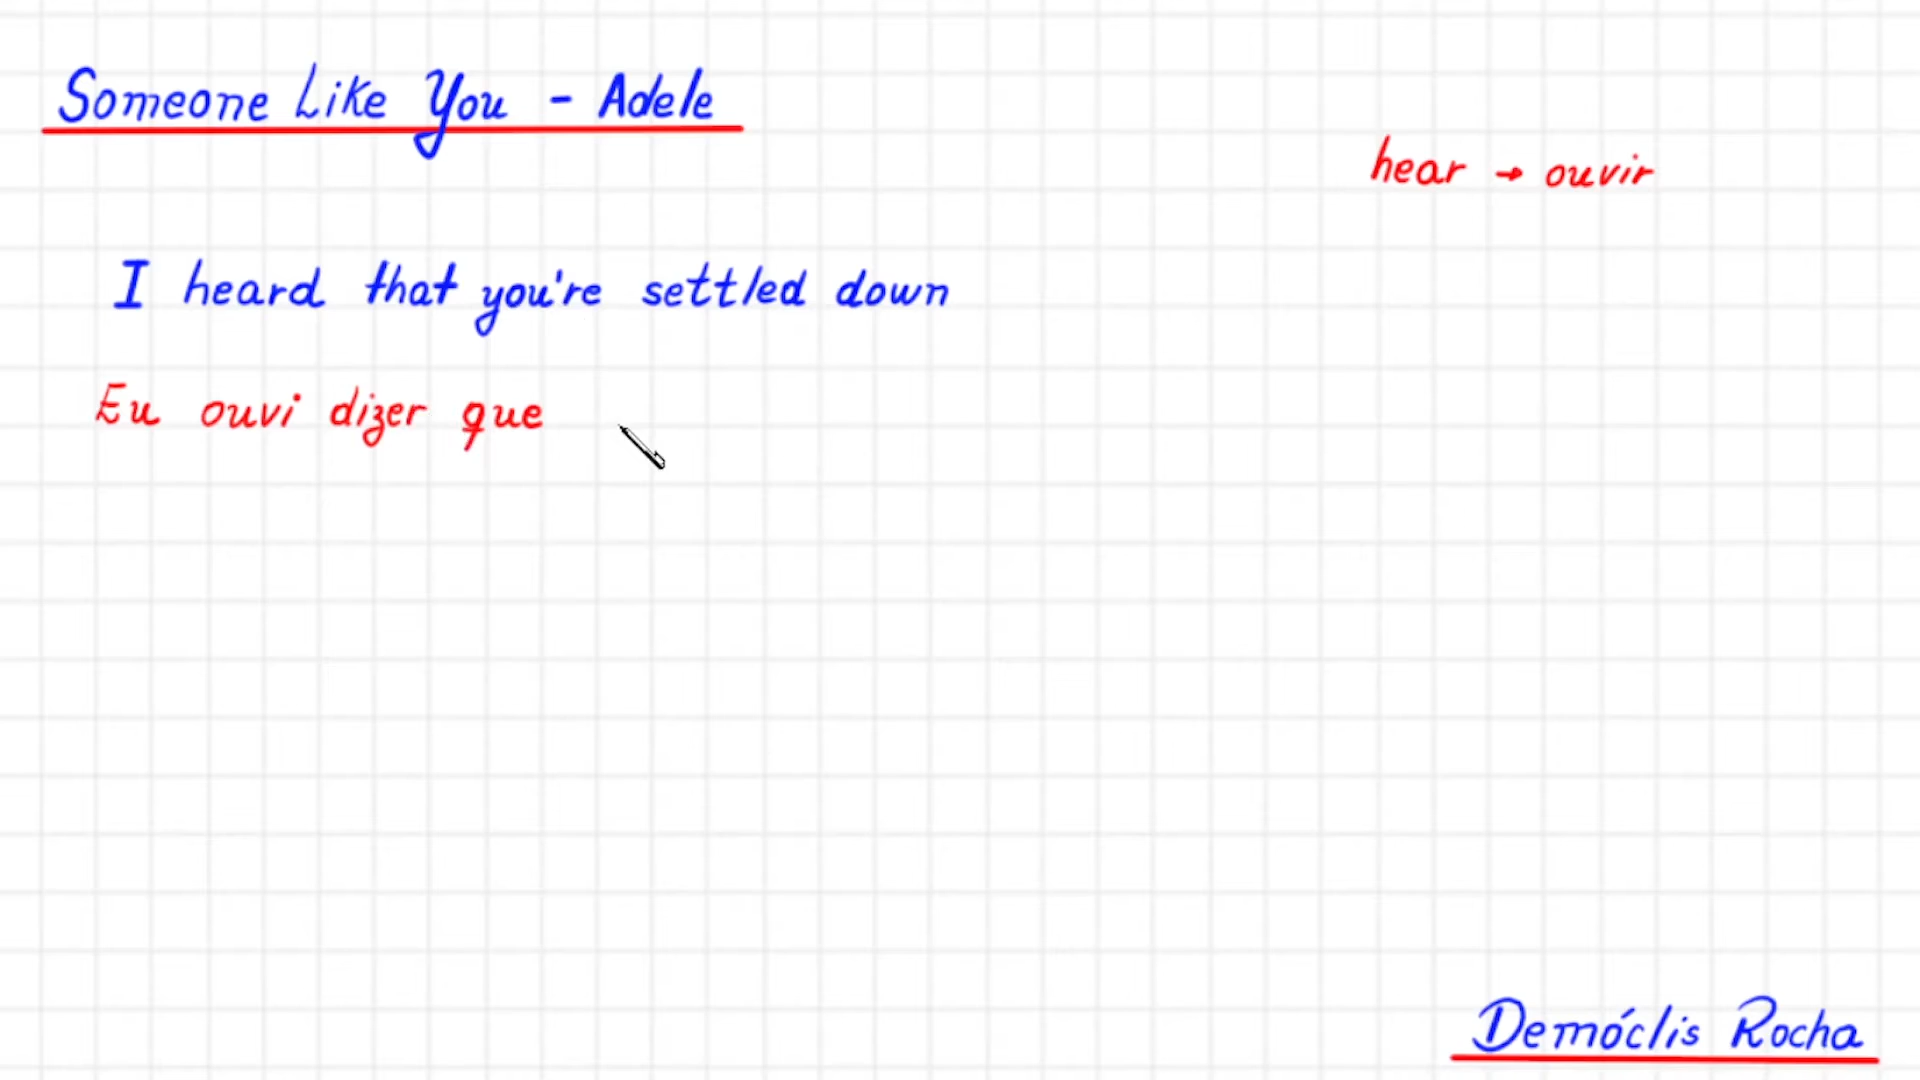 Someone Like You - Adele
hear → ouvir
I heard that you're settled down
Eu ouvi dizer que
Demóclis Rocha